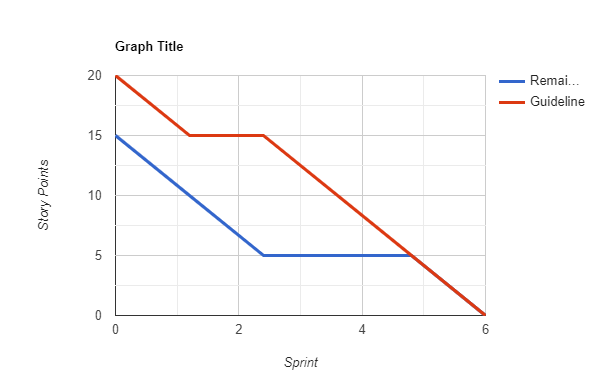 Graph Title
Remai...
Guideline
Story Points
20
15
10
5
0
0 2 4 6
Sprint